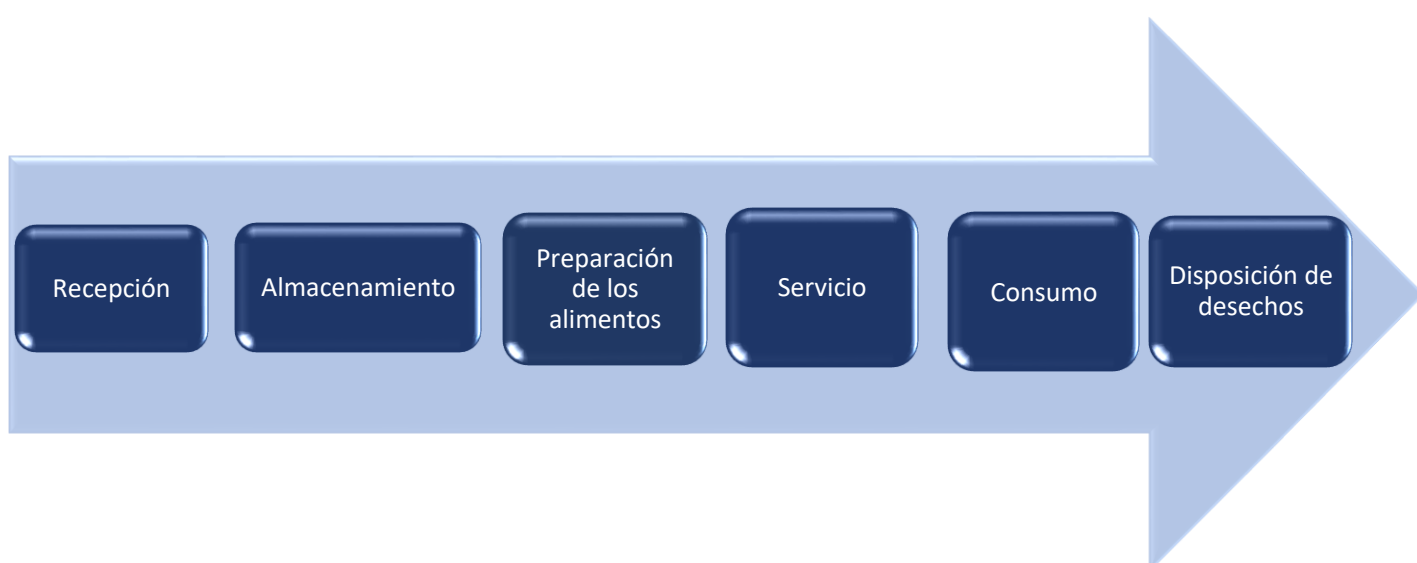 Recepción
Almacenamiento
Preparación
de los
alimentos
Servicio
Consumo
Disposición de
desechos